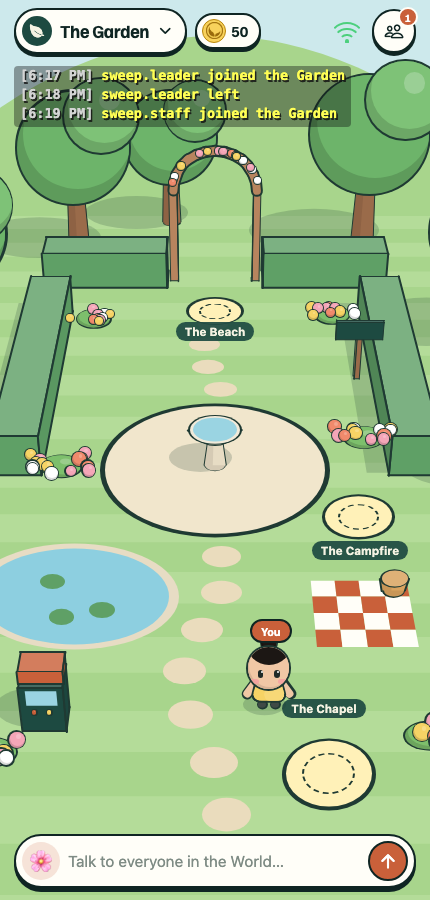 The Garden
50
1
[6:17 PM] sweep.leader joined the Garden
[6:18 PM] sweep.leader left
[6:19 PM] sweep.staff joined the Garden
The Beach
The Campfire
You
The Chapel
Talk to everyone in the World...